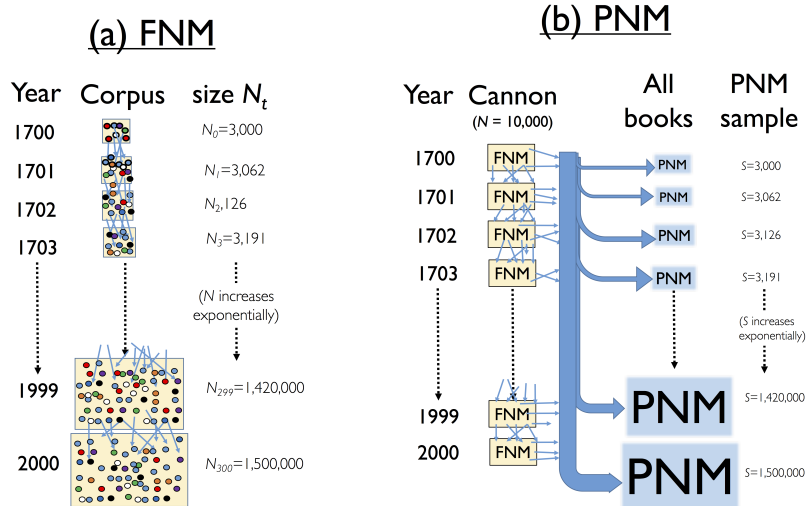 (a) FNM
Year Corpus size Nt
1700 N0=3,000
1701 N1=3,062
1702 N2,126
1703 N3=3,191
(N increases
exponentially)
1999 N299=1,420,000
2000 N300=1,500,000
(b) PNM
Year Cannon All books PNM sample
(N = 10,000)
1700 FNM PNM S=3,000
1701 FNM PNM S=3,062
1702 FNM PNM S=3,126
1703 FNM PNM S=3,191
(S increases
exponentially)
1999 FNM PNM S=1,420,000
2000 FNM PNM S=1,500,000